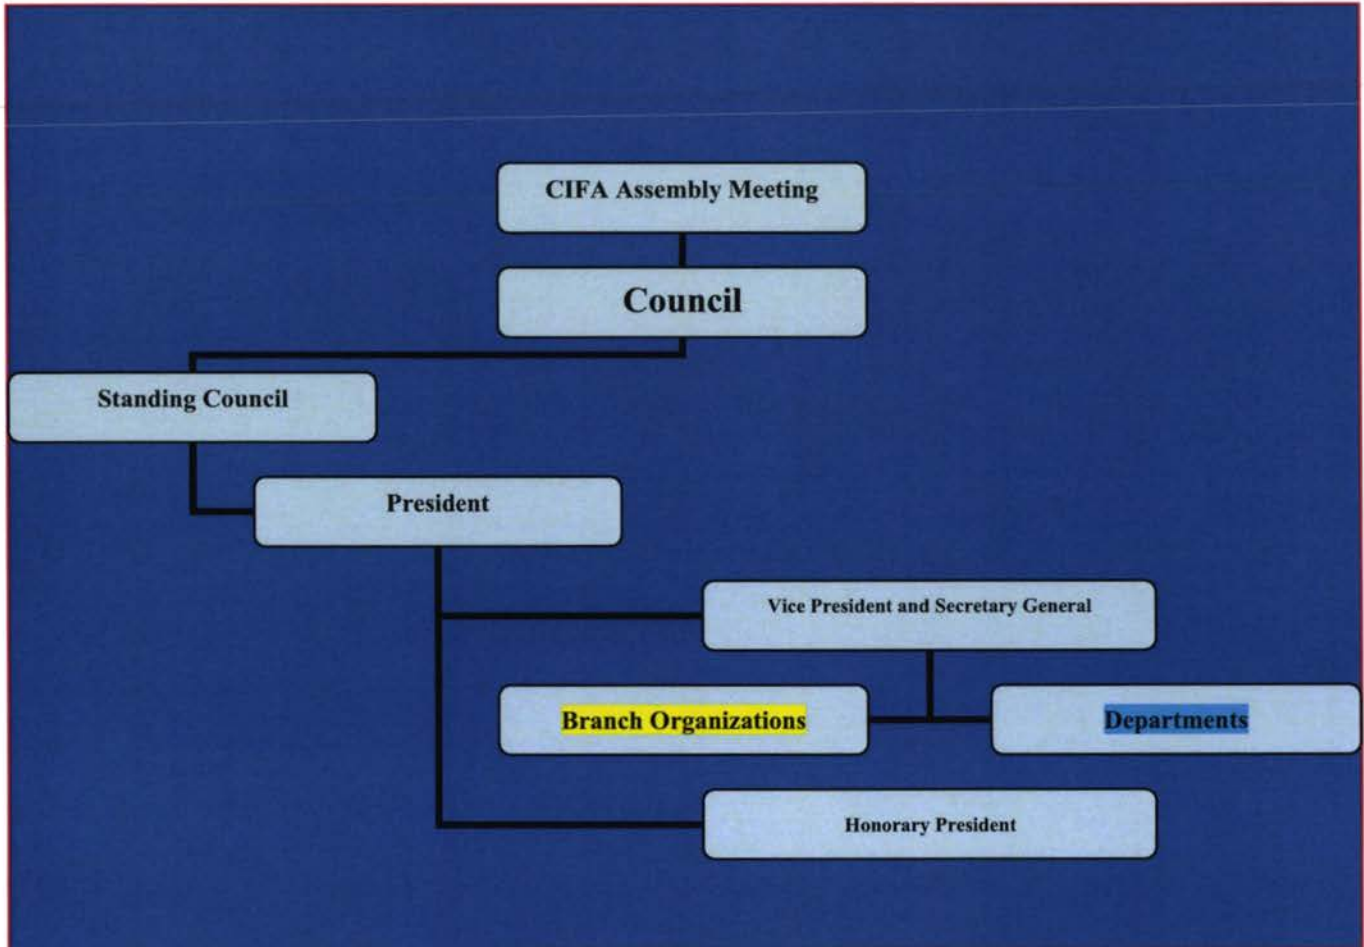 CIFA Assembly Meeting
Council
Standing Council
President
Vice President and Secretary General
Branch Organizations
Departments
Honorary President